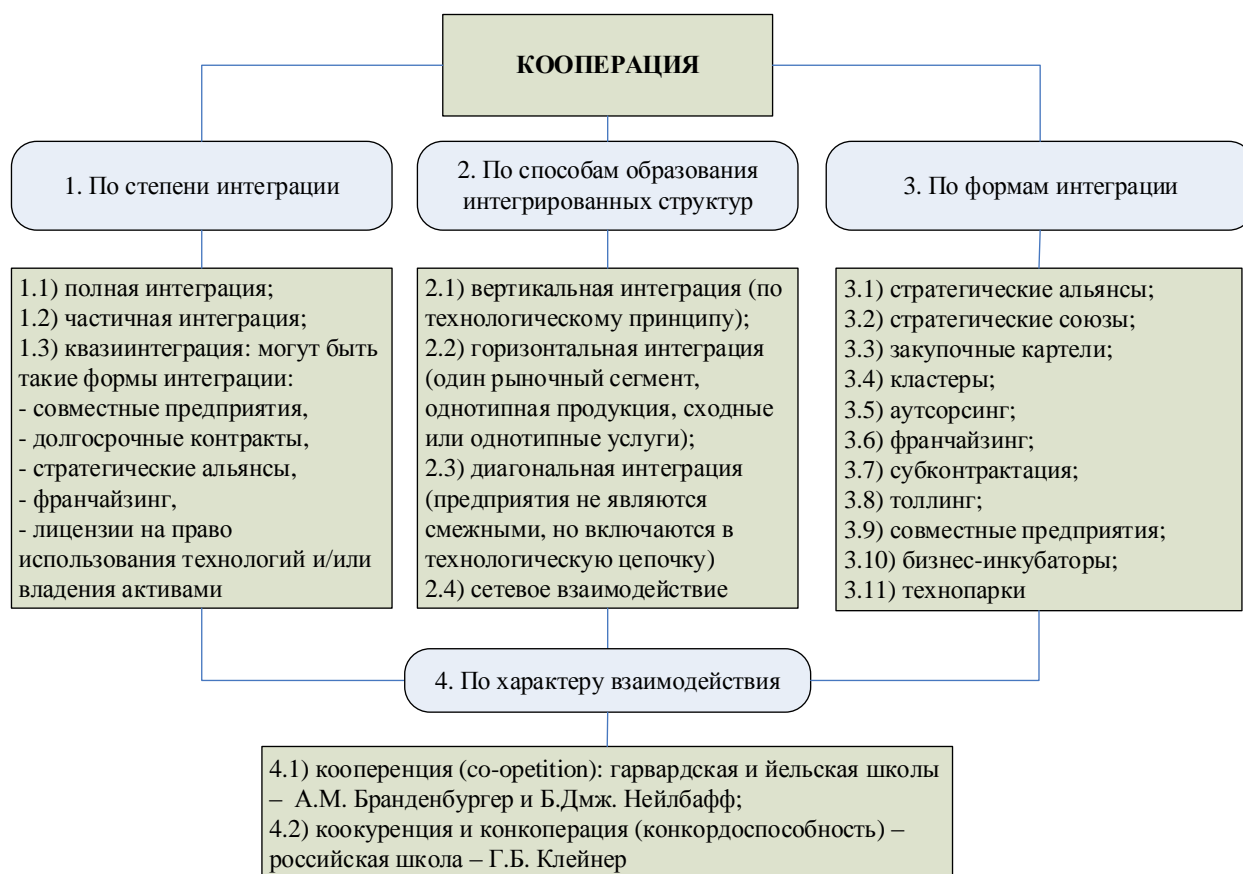 КООПЕРАЦИЯ
1. По степени интеграции
2. По способам образования
интегрированных структур
3. По формам интеграции
1.1) полная интеграция;
1.2) частичная интеграция;
1.3) квазиинтеграция: могут быть
такие формы интеграции:
- совместные предприятия,
- долгосрочные контракты,
- стратегические альянсы,
- франчайзинг,
- лицензии на право
использования технологий и/или
владения активами
2.1) вертикальная интеграция (по
технологическому принципу);
2.2) горизонтальная интеграция
(один рыночный сегмент,
однотипная продукция, сходные
или однотипные услуги);
2.3) диагональная интеграция
(предприятия не являются
смежными, но включаются в
технологическую цепочку)
2.4) сетевое взаимодействие
3.1) стратегические альянсы;
3.2) стратегические союзы;
3.3) закупочные картели;
3.4) кластеры;
3.5) аутсорсинг;
3.6) франчайзинг;
3.7) субконтрактация;
3.8) толлинг;
3.9) совместные предприятия;
3.10) бизнес-инкубаторы;
3.11) технопарки
4. По характеру взаимодействия
4.1) кооперенция (co-opetition): гарвардская и йельская школы
– А.М. Бранденбургер и Б.Дмж. Нейлбафф;
4.2) коокуренция и конкоперация (конкордоспособность) –
российская школа – Г.Б. Клейнер